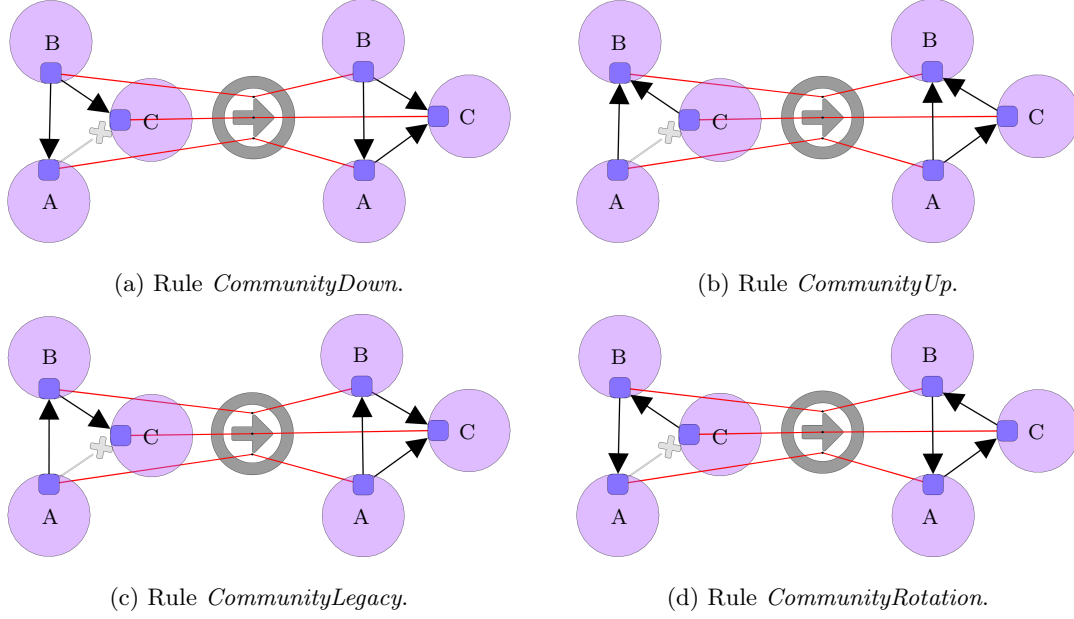 B B B B
C C C C
A A A A
(a) Rule CommunityDown. (b) Rule CommunityUp.
B B B B
C C C C
A A A A
(c) Rule CommunityLegacy. (d) Rule CommunityRotation.